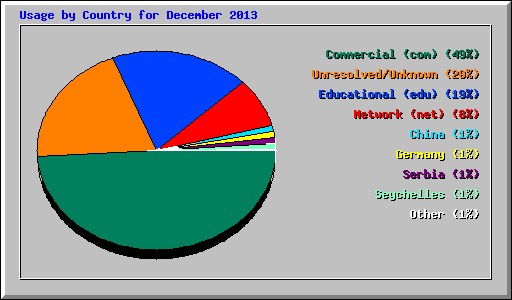 Usage by Country for December 2013
Commercial (com) (49%)
Unresolved/Unknown (20%)
Educational (edu) (19%)
Network (net) (8%)
China (1%)
Germany (1%)
Serbia (1%)
Seychelles (1%)
Other (1%)